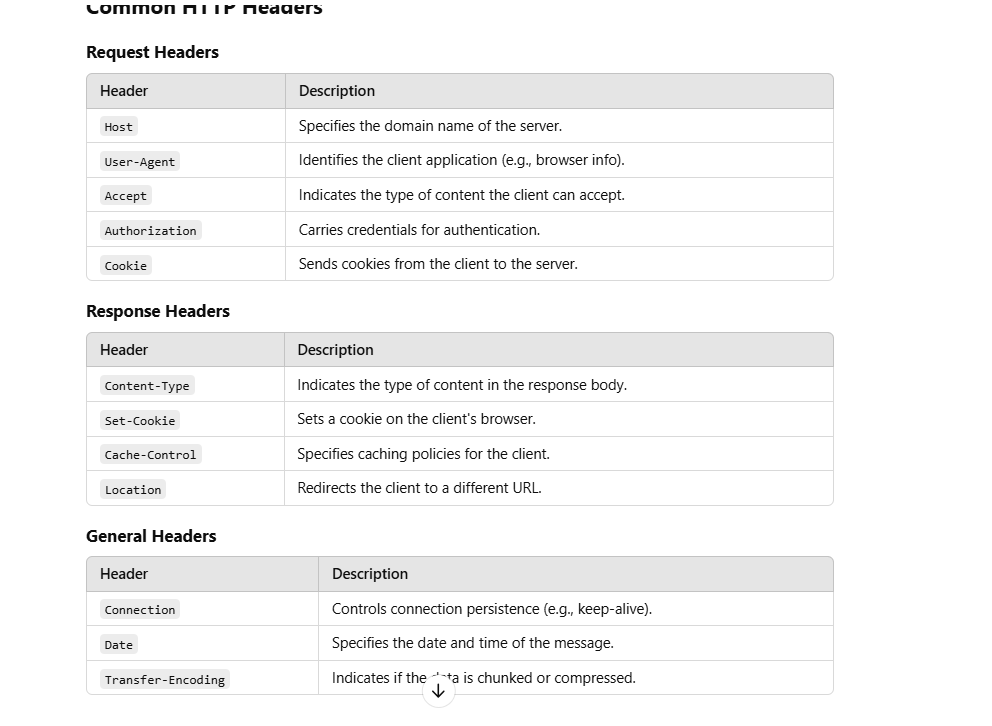 Common HTTP Headers
Request Headers
Header Description
Host Specifies the domain name of the server.
User-Agent Identifies the client application (e.g., browser info).
Accept Indicates the type of content the client can accept.
Authorization Carries credentials for authentication.
Cookie Sends cookies from the client to the server.
Response Headers
Header Description
Content-Type Indicates the type of content in the response body.
Set-Cookie Sets a cookie on the client's browser.
Cache-Control Specifies caching policies for the client.
Location Redirects the client to a different URL.
General Headers
Header Description
Connection Controls connection persistence (e.g., keep-alive).
Date Specifies the date and time of the message.
Transfer-Encoding Indicates if the data is chunked or compressed.